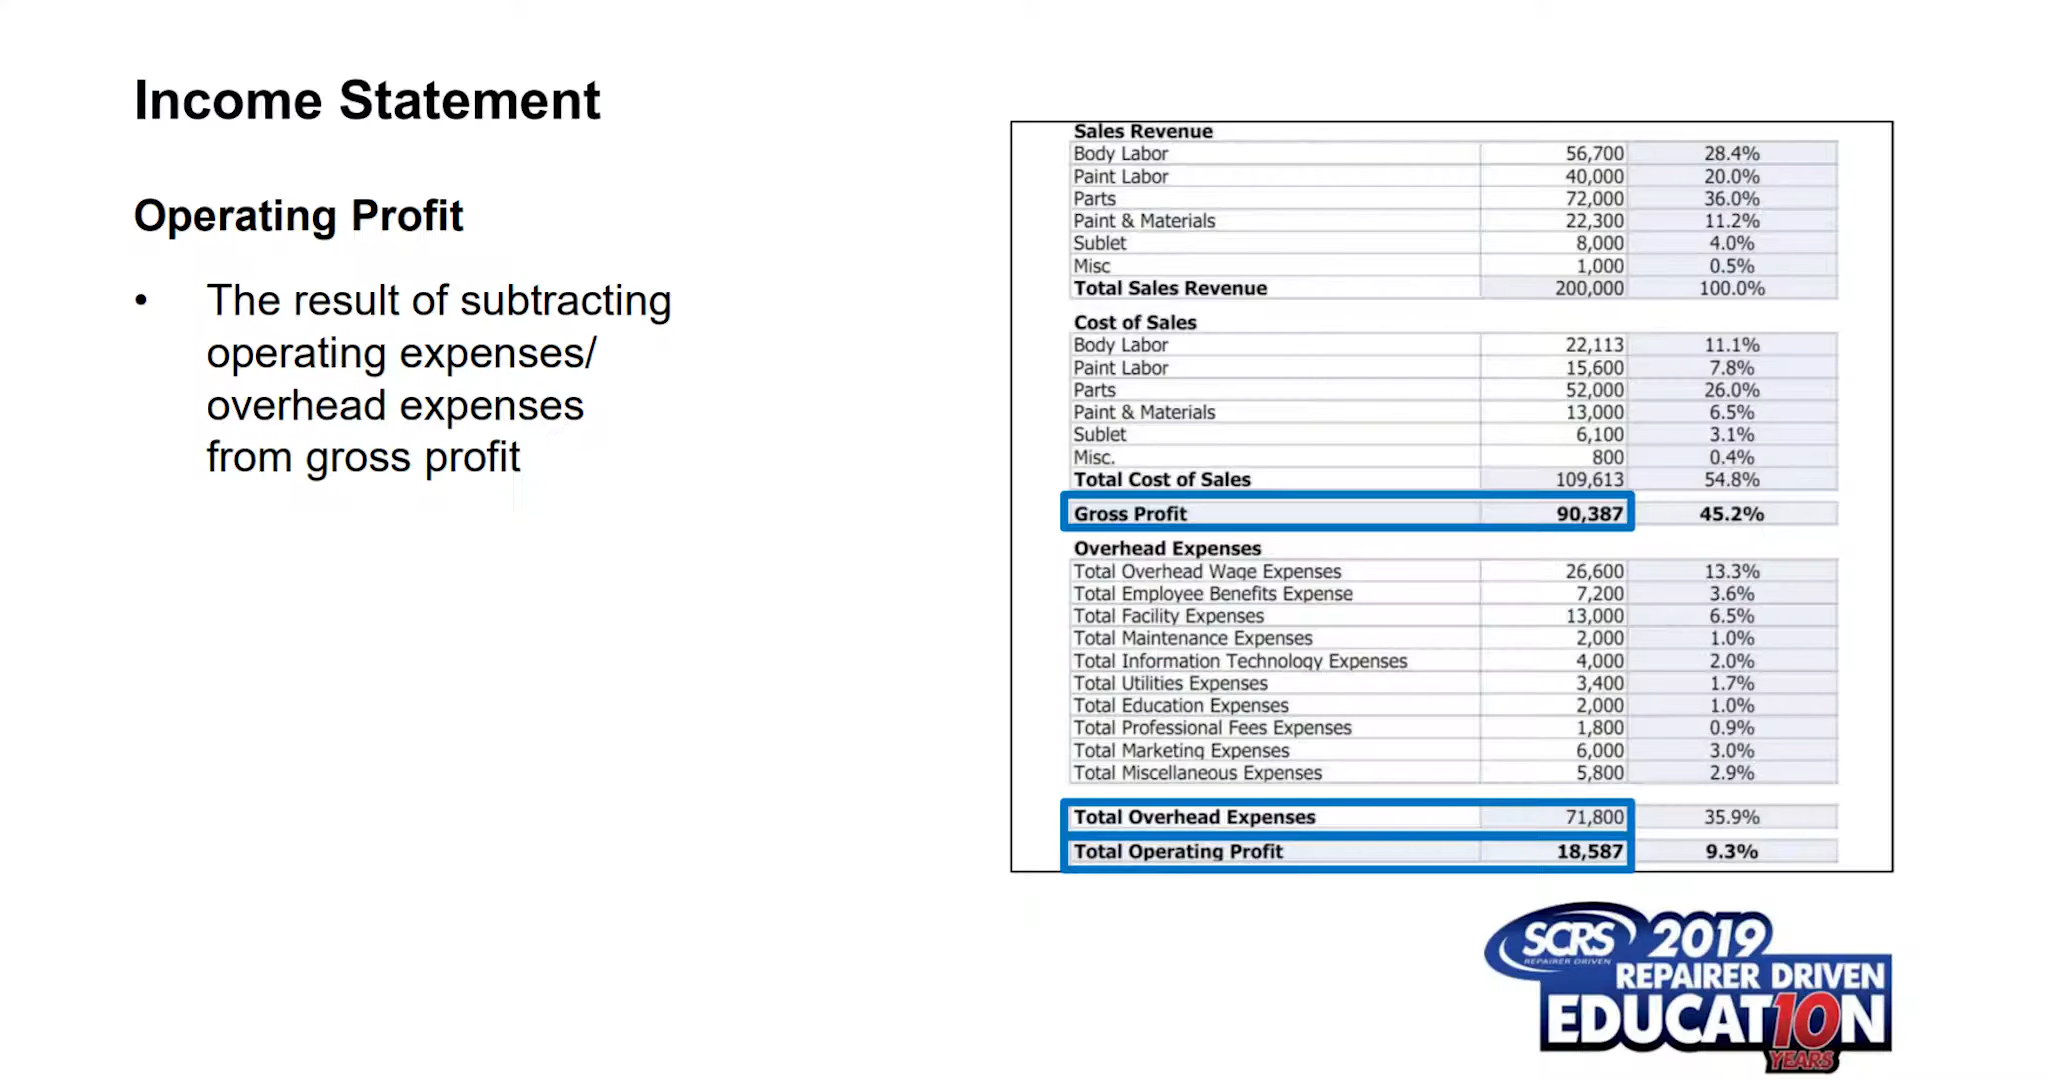 Income Statement
Operating Profit
• The result of subtracting
operating expenses/
overhead expenses
from gross profit
Sales Revenue
Body Labor 56,700 28.4%
Paint Labor 40,000 20.0%
Parts 72,000 36.0%
Paint & Materials 22,300 11.2%
Sublet 8,000 4.0%
Misc 1,000 0.5%
Total Sales Revenue 200,000 100.0%
Cost of Sales
Body Labor 22,113 11.1%
Paint Labor 15,600 7.8%
Parts 52,000 26.0%
Paint & Materials 13,000 6.5%
Sublet 6,100 3.1%
Misc. 800 0.4%
Total Cost of Sales 109,613 54.8%
Gross Profit 90,387 45.2%
Overhead Expenses
Total Overhead Wage Expenses 26,600 13.3%
Total Employee Benefits Expense 7,200 3.6%
Total Facility Expenses 13,000 6.5%
Total Maintenance Expenses 2,000 1.0%
Total Information Technology Expenses 4,000 2.0%
Total Utilities Expenses 3,400 1.7%
Total Education Expenses 2,000 1.0%
Total Professional Fees Expenses 1,800 0.9%
Total Marketing Expenses 6,000 3.0%
Total Miscellaneous Expenses 5,800 2.9%
Total Overhead Expenses 71,800 35.9%
Total Operating Profit 18,587 9.3%
SCRS 2019
REPAIRER DRIVEN
REPAIRER DRIVEN
EDUCAT10N
YEARS